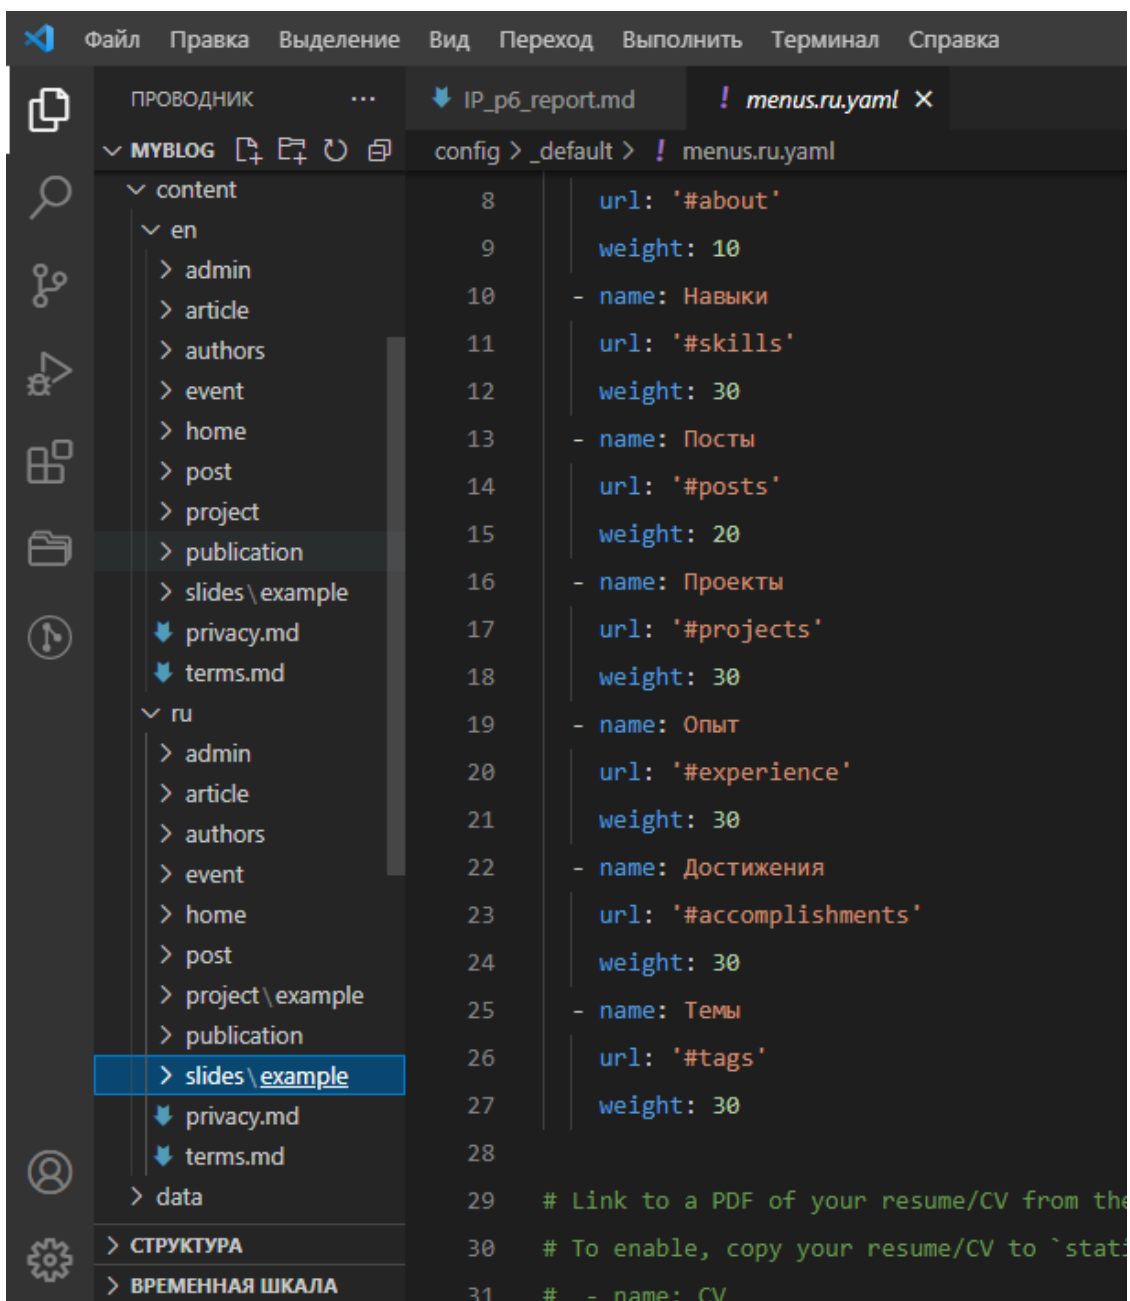 Файл Правка Выделение Вид Переход Выполнить Терминал Справка
ПРОВОДНИК ...
IP_p6_report.md
! menus.ru.yaml
MYBLOG
config > _default > ! menus.ru.yaml
content
en
admin
article
authors
event
home
post
project
publication
slides\example
privacy.md
terms.md
ru
admin
article
authors
event
home
post
project\example
publication
slides\example
privacy.md
terms.md
data
СТРУКТУРА
ВРЕМЕННАЯ ШКАЛА
8 url: '#about'
9 weight: 10
10 - name: Навыки
11 url: '#skills'
12 weight: 30
13 - name: Посты
14 url: '#posts'
15 weight: 20
16 - name: Проекты
17 url: '#projects'
18 weight: 30
19 - name: Опыт
20 url: '#experience'
21 weight: 30
22 - name: Достижения
23 url: '#accomplishments'
24 weight: 30
25 - name: Темы
26 url: '#tags'
27 weight: 30
28
29 # Link to a PDF of your resume/CV from the
30 # To enable, copy your resume/CV to `stati
31 # - name: CV